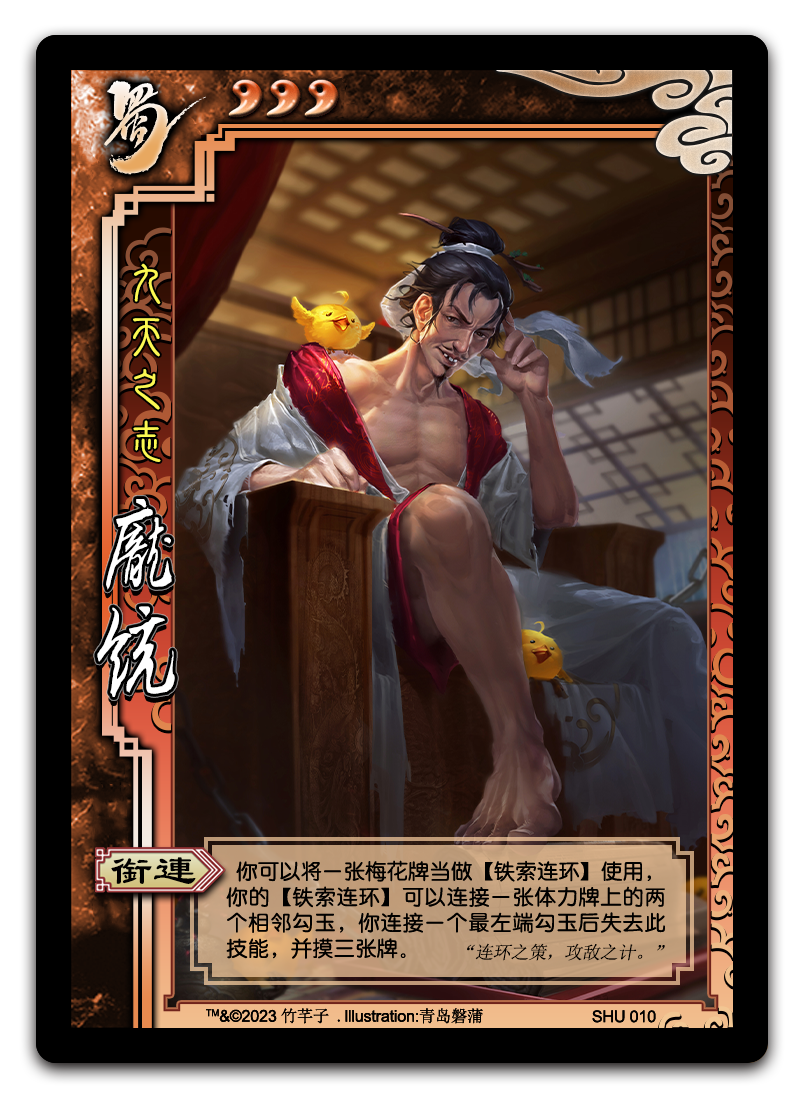 蜀
九天之志
龐统
銜連
你可以将一张梅花牌当做【铁索连环】使用，
你的【铁索连环】可以连接一张体力牌上的两
个相邻勾玉，你连接一个最左端勾玉后失去此
技能，并摸三张牌。
“连环之策，攻敌之计。”
™&©2023 竹芊子 . Illustration:青岛磐蒲
SHU 010